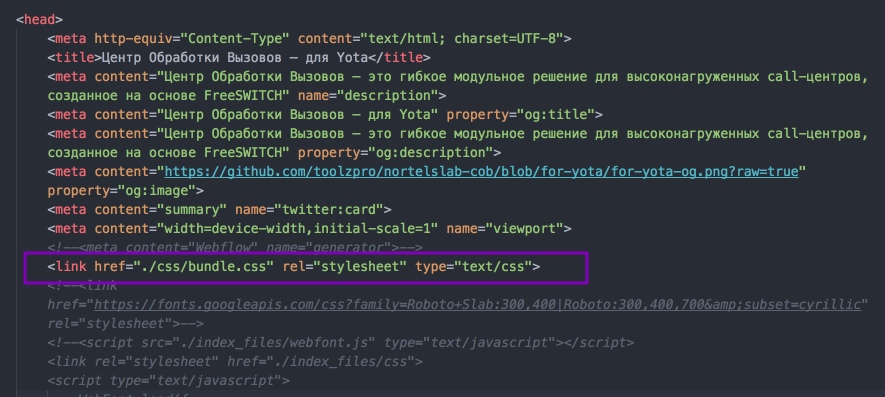 <head>
<meta http-equiv="Content-Type" content="text/html; charset=UTF-8">
<title>Центр Обработки Вызовов — для Yota</title>
<meta content="Центр Обработки Вызовов — это гибкое модульное решение для высоконагруженных call-центров,
созданное на основе FreeSWITCH" name="description">
<meta content="Центр Обработки Вызовов — для Yota" property="og:title">
<meta content="Центр Обработки Вызовов — это гибкое модульное решение для высоконагруженных call-центров,
созданное на основе FreeSWITCH" property="og:description">
<meta content="https://github.com/toolzpro/nortelslab-cob/blob/for-yota/for-yota-og.png?raw=true"
property="og:image">
<meta content="summary" name="twitter:card">
<meta content="width=device-width,initial-scale=1" name="viewport">
<!--<meta content="Webflow" name="generator">-->
<link href="./css/bundle.css" rel="stylesheet" type="text/css">
<!--<link
href="https://fonts.googleapis.com/css?family=Roboto+Slab:300,400|Roboto:300,400,700&amp;subset=cyrillic"
rel="stylesheet">-->
<!--<script src="./index_files/webfont.js" type="text/javascript"></script>
<link rel="stylesheet" href="./index_files/css">
<script type="text/javascript">